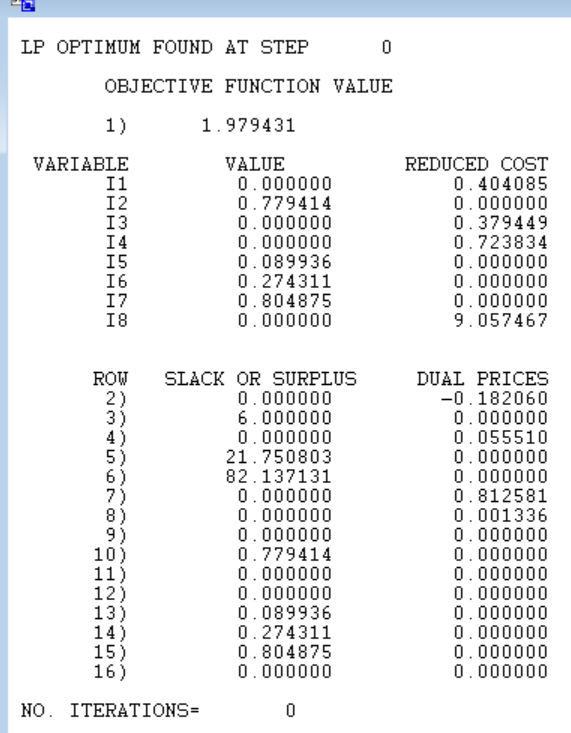 LP OPTIMUM FOUND AT STEP 0
OBJECTIVE FUNCTION VALUE
1) 1.979431
VARIABLE VALUE REDUCED COST
I1 0.000000 0.404085
I2 0.779414 0.000000
I3 0.000000 0.379449
I4 0.000000 0.723834
I5 0.089936 0.000000
I6 0.274311 0.000000
I7 0.804875 0.000000
I8 0.000000 9.057467
ROW SLACK OR SURPLUS DUAL PRICES
2) 0.000000 -0.182060
3) 6.000000 0.000000
4) 0.000000 0.055510
5) 21.750803 0.000000
6) 82.137131 0.000000
7) 0.000000 0.812581
8) 0.000000 0.001336
9) 0.000000 0.000000
10) 0.779414 0.000000
11) 0.000000 0.000000
12) 0.000000 0.000000
13) 0.089936 0.000000
14) 0.274311 0.000000
15) 0.804875 0.000000
16) 0.000000 0.000000
NO. ITERATIONS= 0